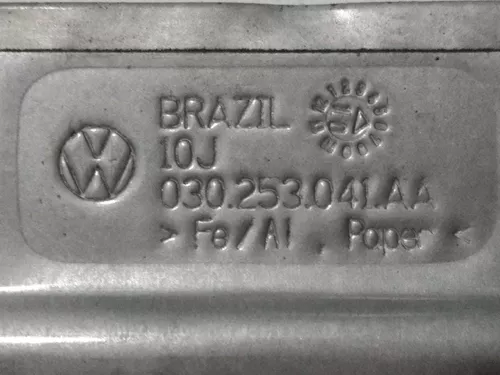 BRAZIL
10J
030.253.041.AA
> Fe/Al , Paper <